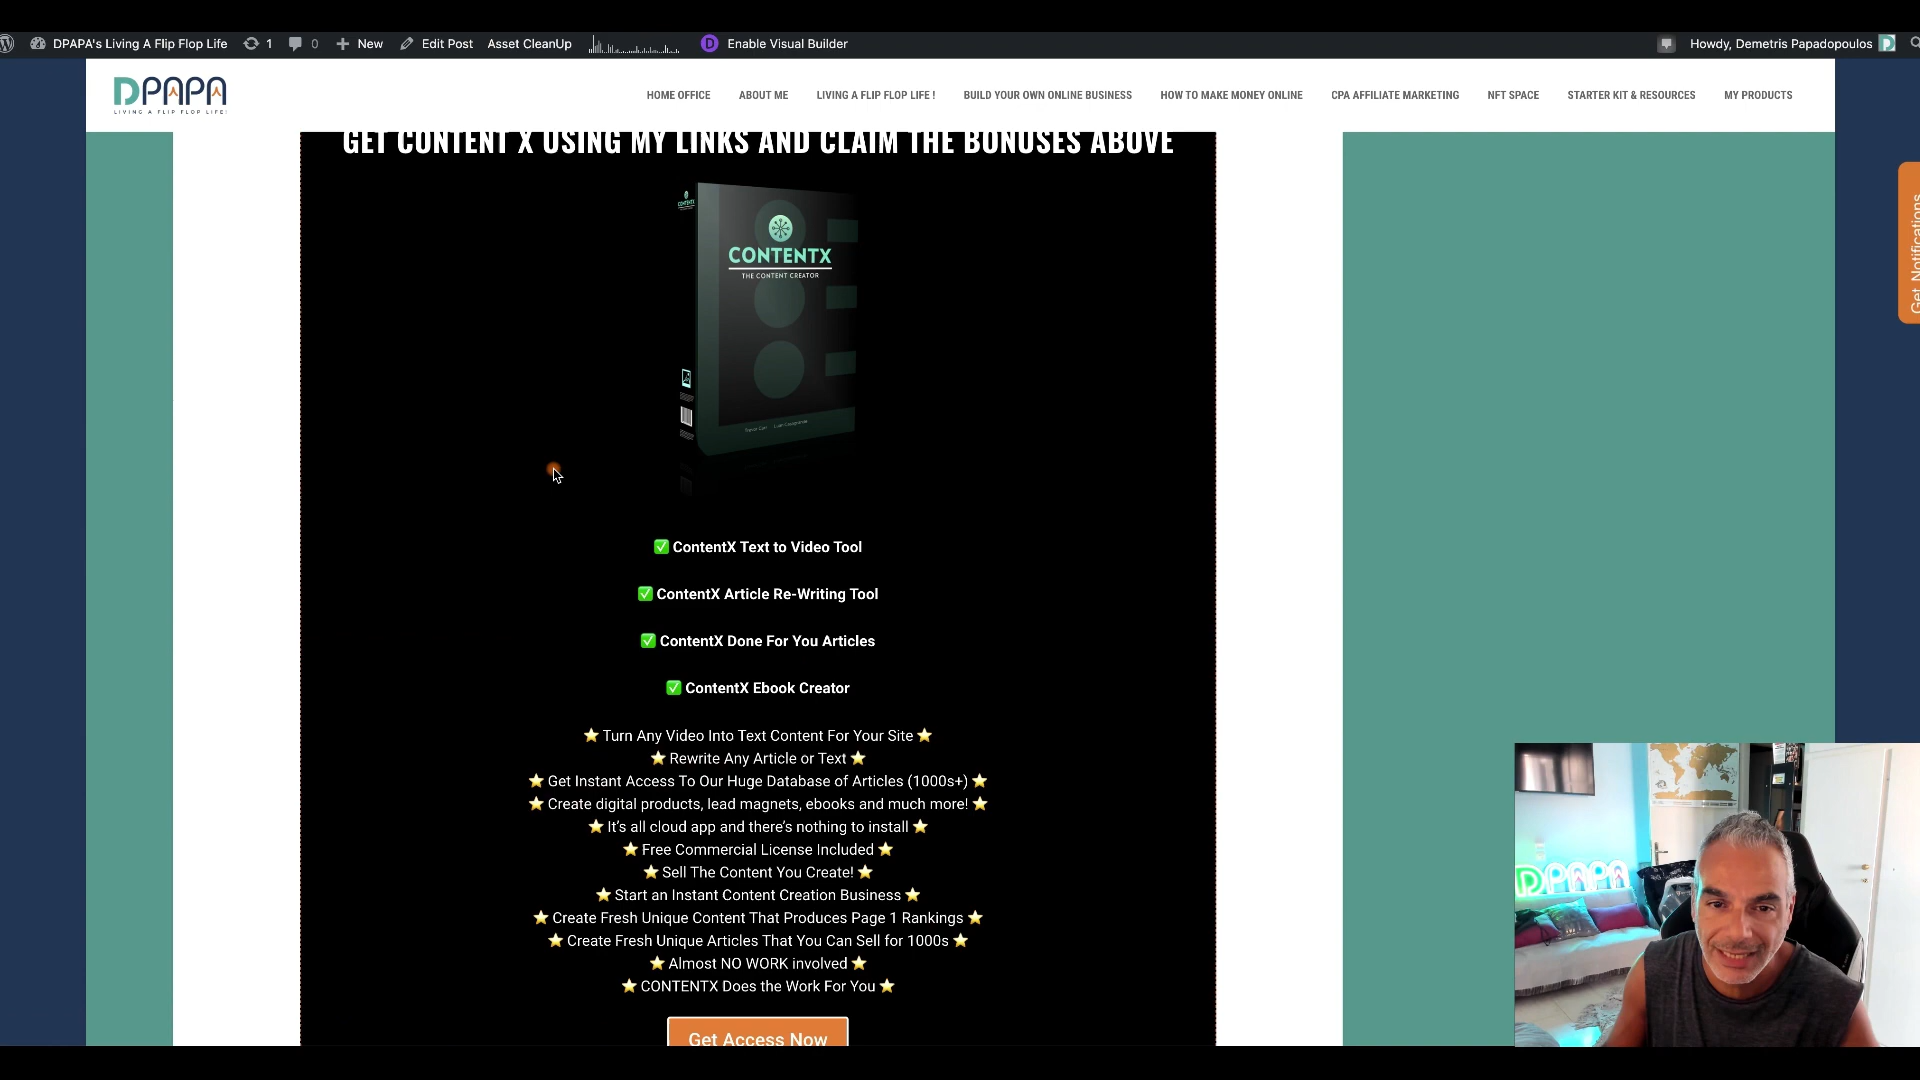 DPAPA's Living A Flip Flop Life 1 0 New Edit Post Asset CleanUp D Enable Visual Builder Howdy, Demetris Papadopoulos
DPAPA
LIVING A FLIP FLOP LIFE!
HOME OFFICE ABOUT ME LIVING A FLIP FLOP LIFE ! BUILD YOUR OWN ONLINE BUSINESS HOW TO MAKE MONEY ONLINE CPA AFFILIATE MARKETING NFT SPACE STARTER KIT & RESOURCES MY PRODUCTS
GET CONTENT X USING MY LINKS AND CLAIM THE BONUSES ABOVE
Get Notifications
CONTENTX
THE CONTENT CREATOR
✅ ContentX Text to Video Tool
✅ ContentX Article Re-Writing Tool
✅ ContentX Done For You Articles
✅ ContentX Ebook Creator
⭐ Turn Any Video Into Text Content For Your Site ⭐
⭐ Rewrite Any Article or Text ⭐
⭐ Get Instant Access To Our Huge Database of Articles (1000s+) ⭐
⭐ Create digital products, lead magnets, ebooks and much more! ⭐
⭐ It's all cloud app and there's nothing to install ⭐
⭐ Free Commercial License Included ⭐
⭐ Sell The Content You Create! ⭐
⭐ Start an Instant Content Creation Business ⭐
⭐ Create Fresh Unique Content That Produces Page 1 Rankings ⭐
⭐ Create Fresh Unique Articles That You Can Sell for 1000s ⭐
⭐ Almost NO WORK involved ⭐
⭐ CONTENTX Does the Work For You ⭐
Get Access Now
DPAPA